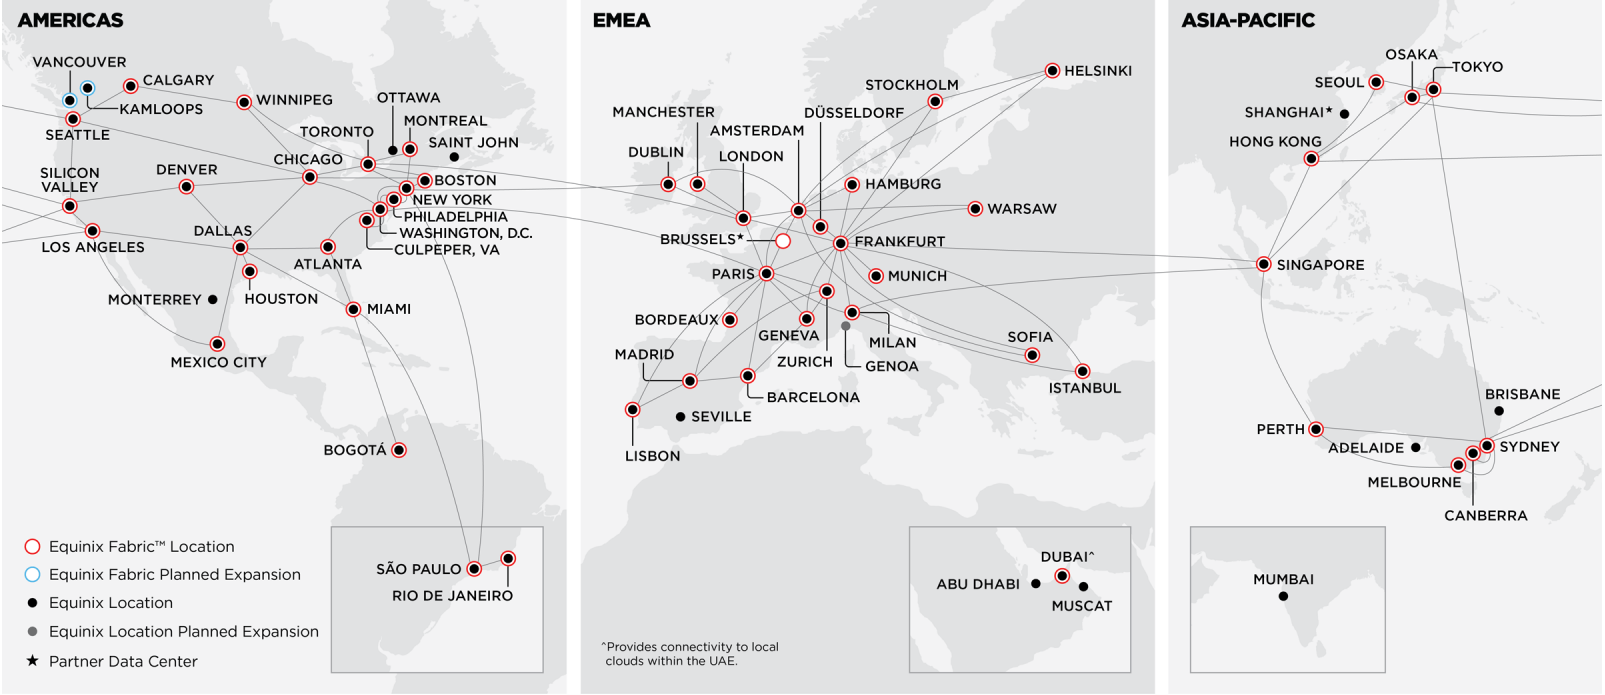 AMERICAS
VANCOUVER
CALGARY
KAMLOOPS
WINNIPEG
SEATTLE
OTTAWA
MONTREAL
TORONTO
SAINT JOHN
CHICAGO
DENVER
SILICON
VALLEY
BOSTON
NEW YORK
PHILADELPHIA
WASHINGTON, D.C.
CULPEPER, VA
DALLAS
LOS ANGELES
ATLANTA
MONTERREY
HOUSTON
MIAMI
MEXICO CITY
BOGOTÁ
SÃO PAULO
RIO DE JANEIRO
Equinix Fabric™ Location
Equinix Fabric Planned Expansion
Equinix Location
Equinix Location Planned Expansion
★ Partner Data Center
EMEA
HELSINKI
STOCKHOLM
MANCHESTER
DÜSSELDORF
AMSTERDAM
DUBLIN
LONDON
HAMBURG
WARSAW
BRUSSELS★
FRANKFURT
PARIS
MUNICH
BORDEAUX
GENEVA
MILAN
SOFIA
MADRID
ZURICH
GENOA
ISTANBUL
BARCELONA
SEVILLE
LISBON
DUBAI^
ABU DHABI
MUSCAT
^Provides connectivity to local
clouds within the UAE.
ASIA-PACIFIC
OSAKA
TOKYO
SEOUL
SHANGHAI★
HONG KONG
SINGAPORE
BRISBANE
PERTH
ADELAIDE
SYDNEY
MELBOURNE
CANBERRA
MUMBAI